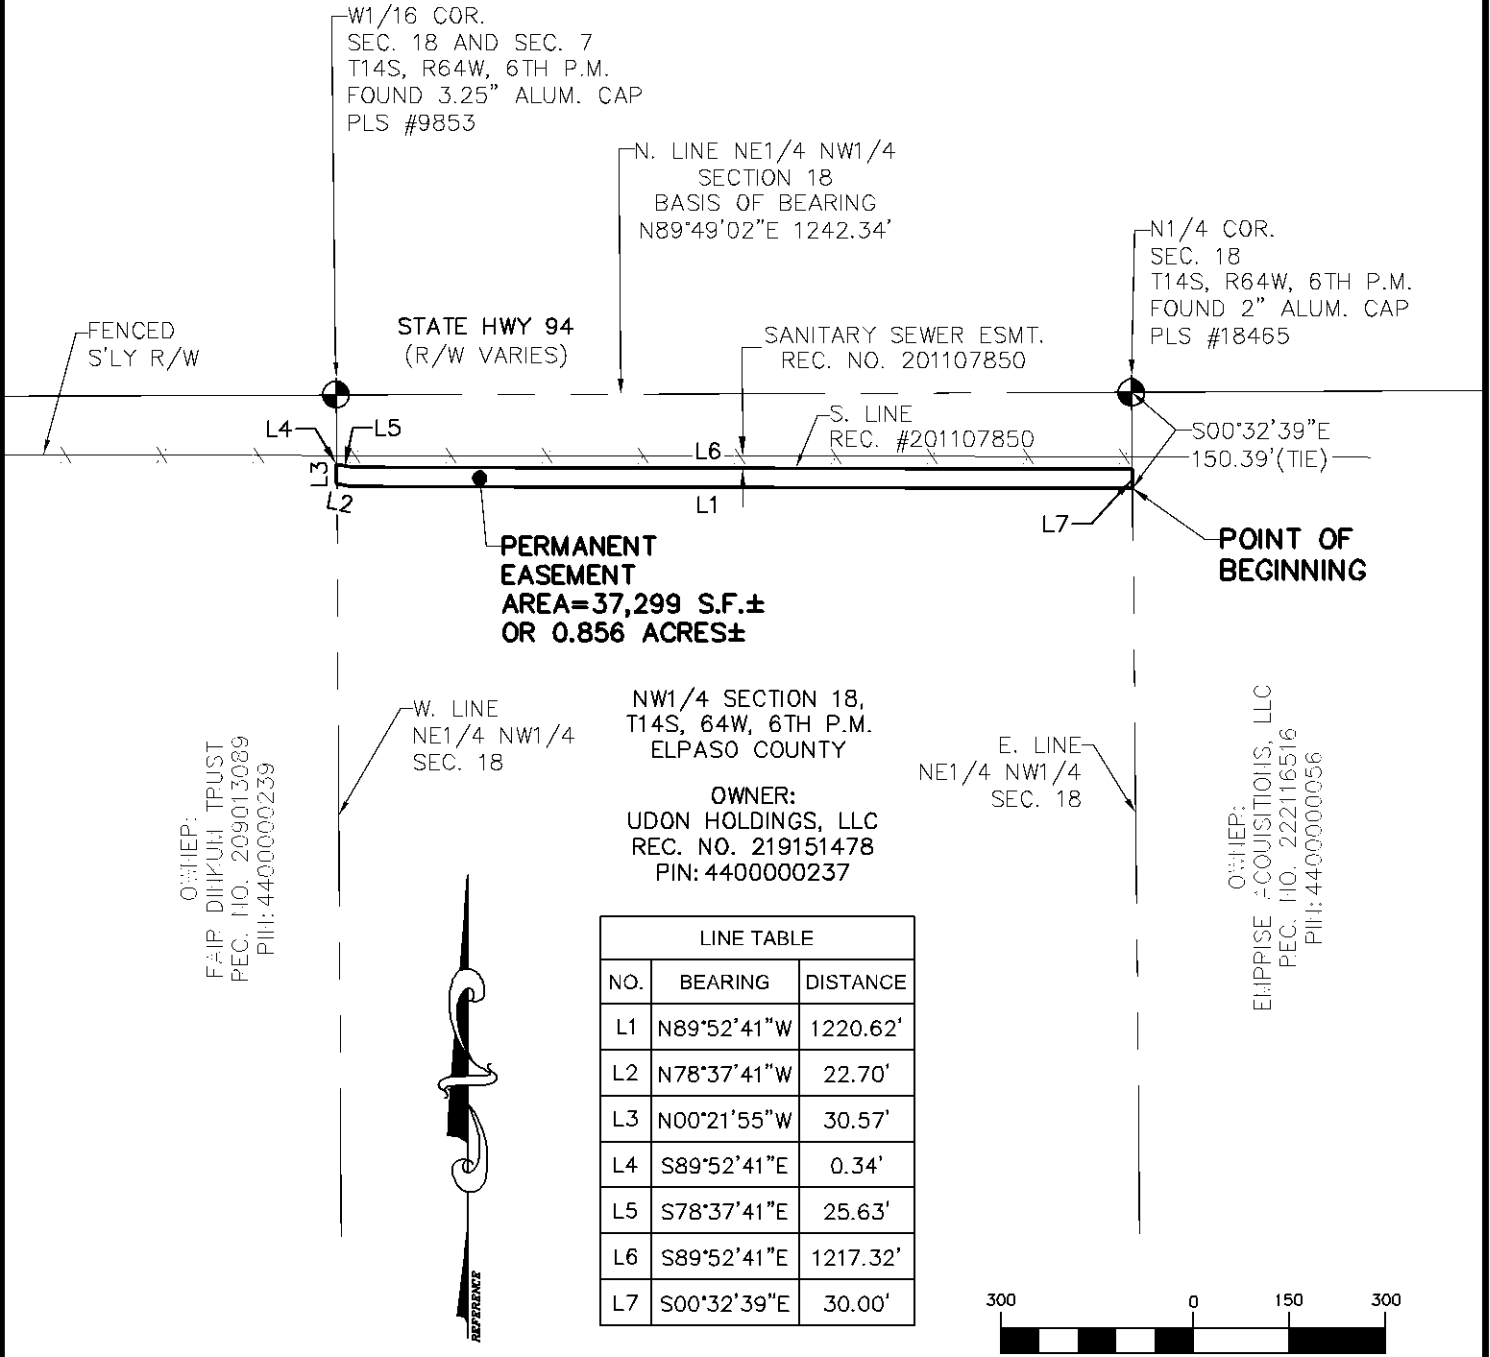 W1/16 COR.
SEC. 18 AND SEC. 7
T14S, R64W, 6TH P.M.
FOUND 3.25" ALUM. CAP
PLS #9853
N. LINE NE1/4 NW1/4
SECTION 18
BASIS OF BEARING
N89°49'02"E 1242.34'
N1/4 COR.
SEC. 18
T14S, R64W, 6TH P.M.
FOUND 2" ALUM. CAP
PLS #18465
FENCED
S'LY R/W
STATE HWY 94
(R/W VARIES)
SANITARY SEWER ESMT.
REC. NO. 201107850
S. LINE
REC. #201107850
S00°32'39"E
150.39'(TIE)
L4
L5
L6
L3
L2
L1
L7
POINT OF
BEGINNING
PERMANENT
EASEMENT
AREA=37,299 S.F.±
OR 0.856 ACRES±
W. LINE
NE1/4 NW1/4
SEC. 18
NW1/4 SECTION 18,
T14S, 64W, 6TH P.M.
ELPASO COUNTY
OWNER:
UDON HOLDINGS, LLC
REC. NO. 219151478
PIN: 4400000237
E. LINE
NE1/4 NW1/4
SEC. 18
OWNER:
FAIR DINKUM TRUST
REC. NO. 209013089
PIN: 4400000239
OWNER:
EMPRISE ACQUISITIONS, LLC
REC. NO. 222116516
PIN: 4400000056
LINE TABLE
NO. BEARING DISTANCE
L1 N89°52'41"W 1220.62'
L2 N78°37'41"W 22.70'
L3 N00°21'55"W 30.57'
L4 S89°52'41"E 0.34'
L5 S78°37'41"E 25.63'
L6 S89°52'41"E 1217.32'
L7 S00°32'39"E 30.00'
REFERENCE
300 0 150 300